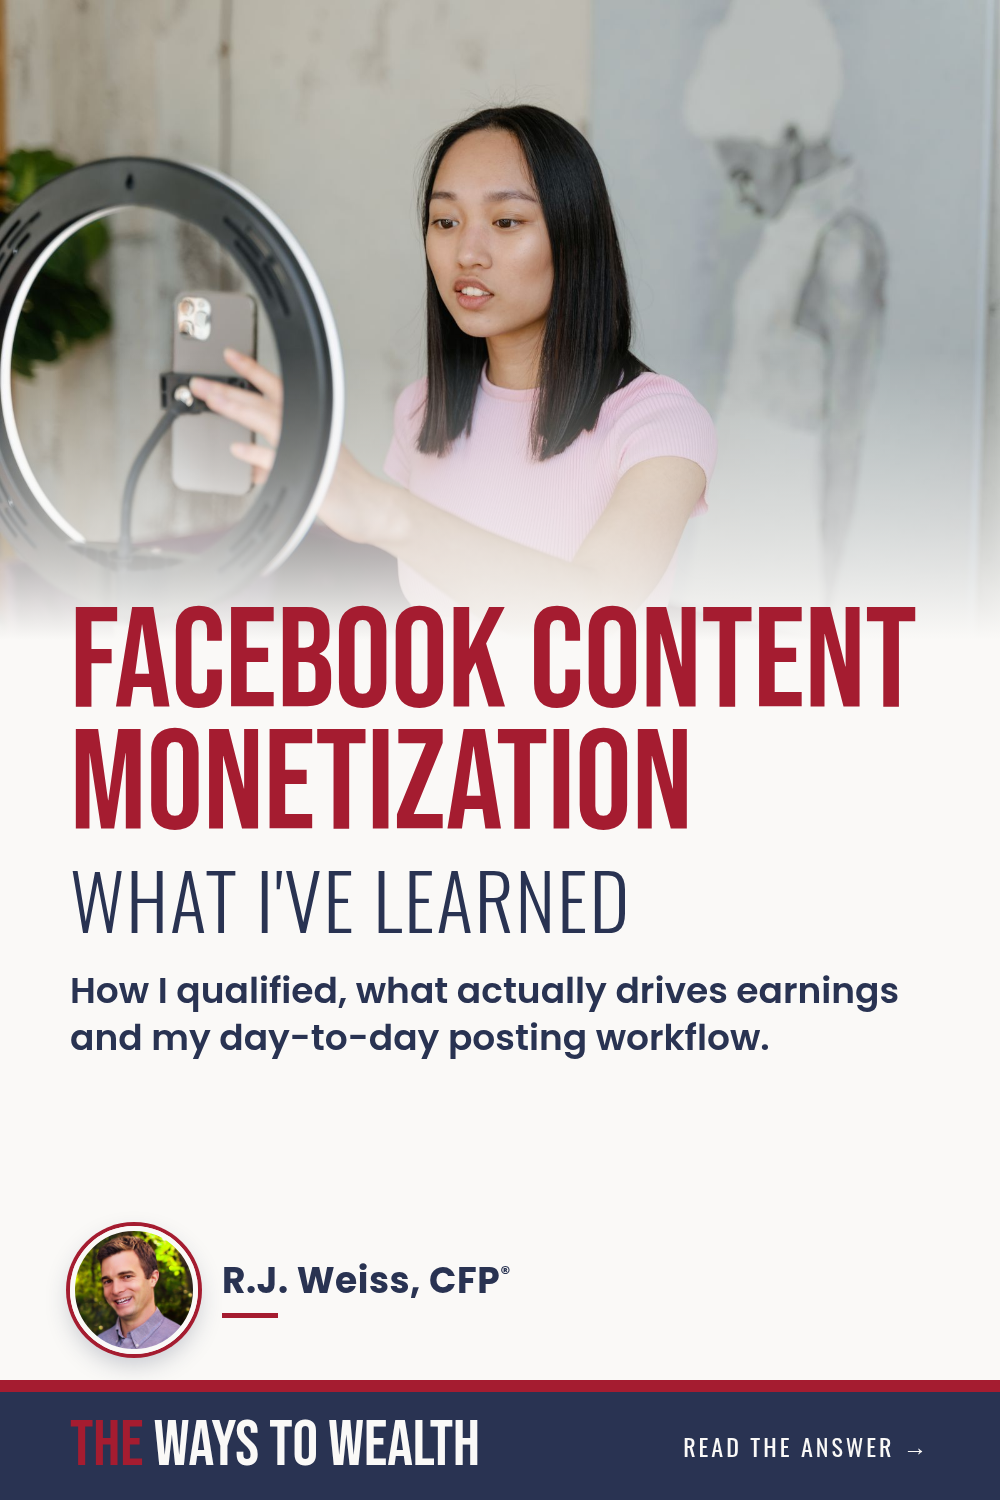 FACEBOOK CONTENT
MONETIZATION
WHAT I'VE LEARNED
How I qualified, what actually drives earnings
and my day-to-day posting workflow.
R.J. Weiss, CFP®
THE WAYS TO WEALTH
READ THE ANSWER →